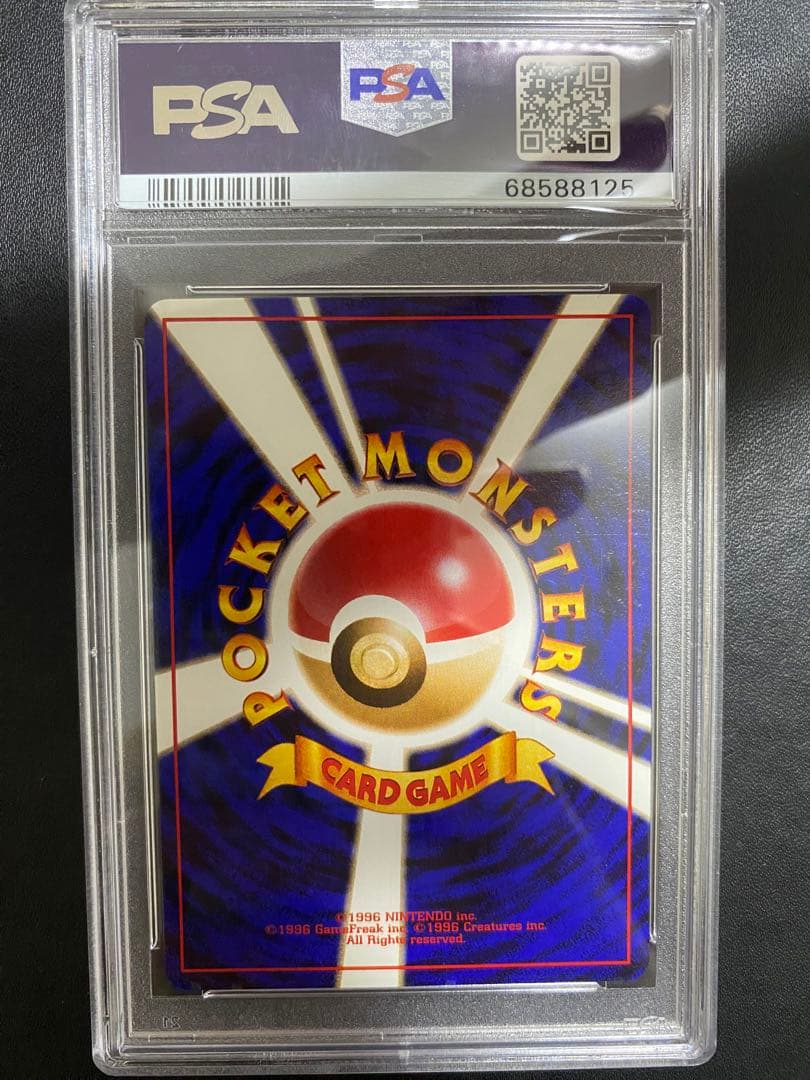 PSA
PSA
68588125
POCKET MONSTERS
CARD GAME
©1996 NINTENDO inc.
©1996 GameFreak inc. ©1996 Creatures inc.
All Rights reserved.